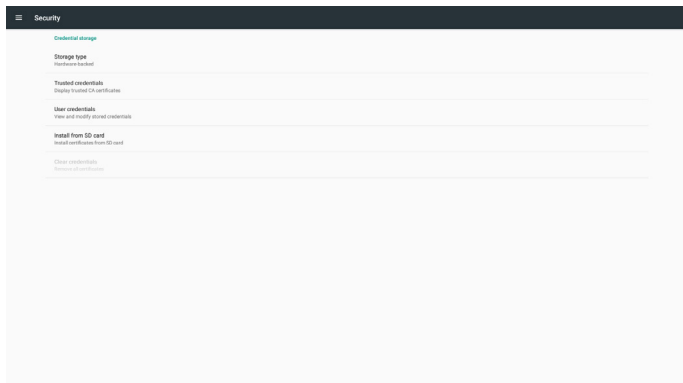 Security
Credential storage
Storage type
Hardware-backed
Trusted credentials
Display trusted CA certificates
User credentials
View and modify stored credentials
Install from SD card
Install certificates from SD card
Clear credentials
Remove all certificates